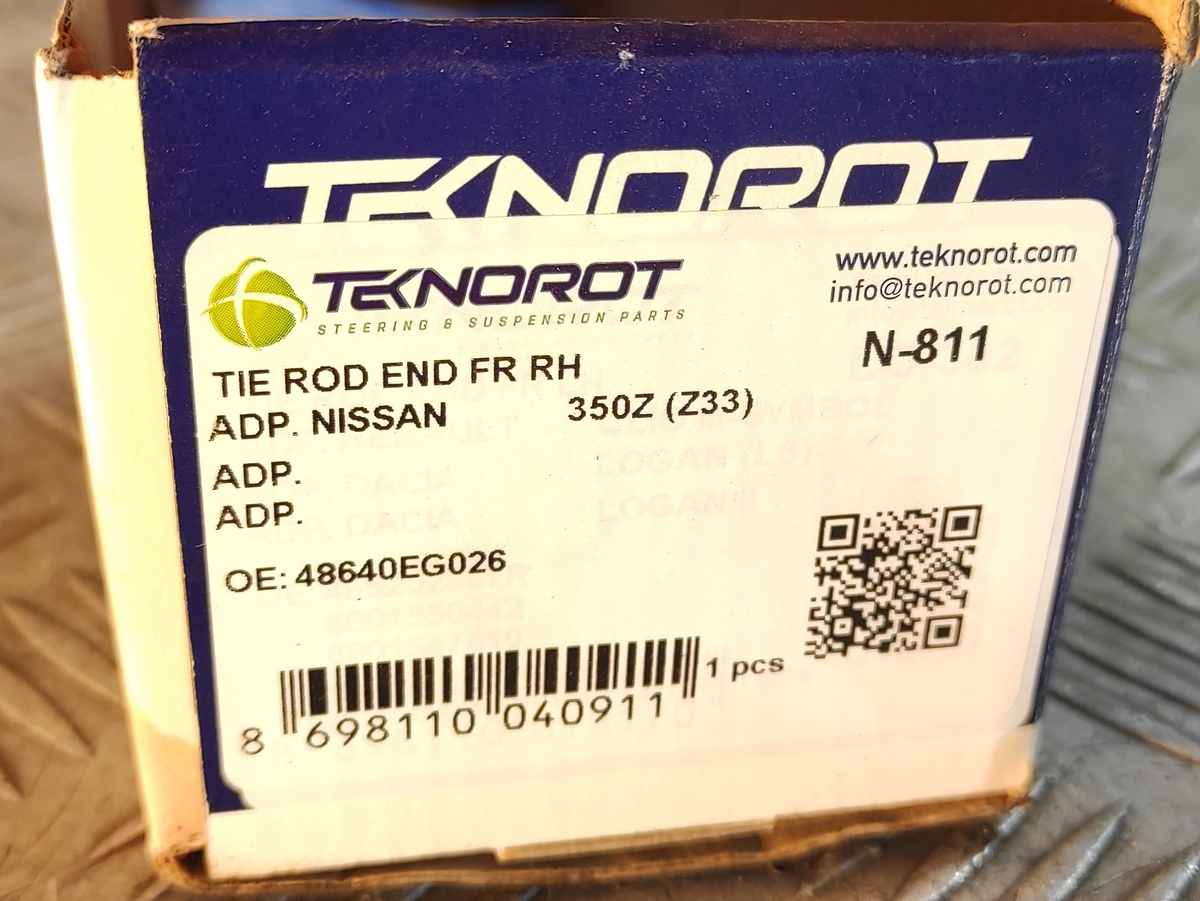 TEKNOROT
TEKNOROT
STEERING & SUSPENSION PARTS
www.teknorot.com
info@teknorot.com
N-811
TIE ROD END FR RH
ADP. NISSAN 350Z (Z33)
ADP.
ADP.
OE: 48640EG026
1 pcs
8 698110 040911